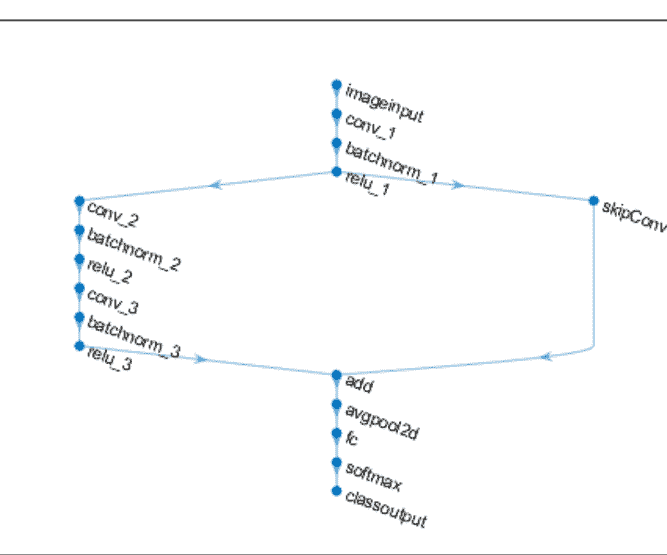 imageinput
conv_1
batchnorm_1
relu_1
conv_2
batchnorm_2
relu_2
conv_3
batchnorm_3
relu_3
skipConv
add
avgpool2d
fc
softmax
classoutput